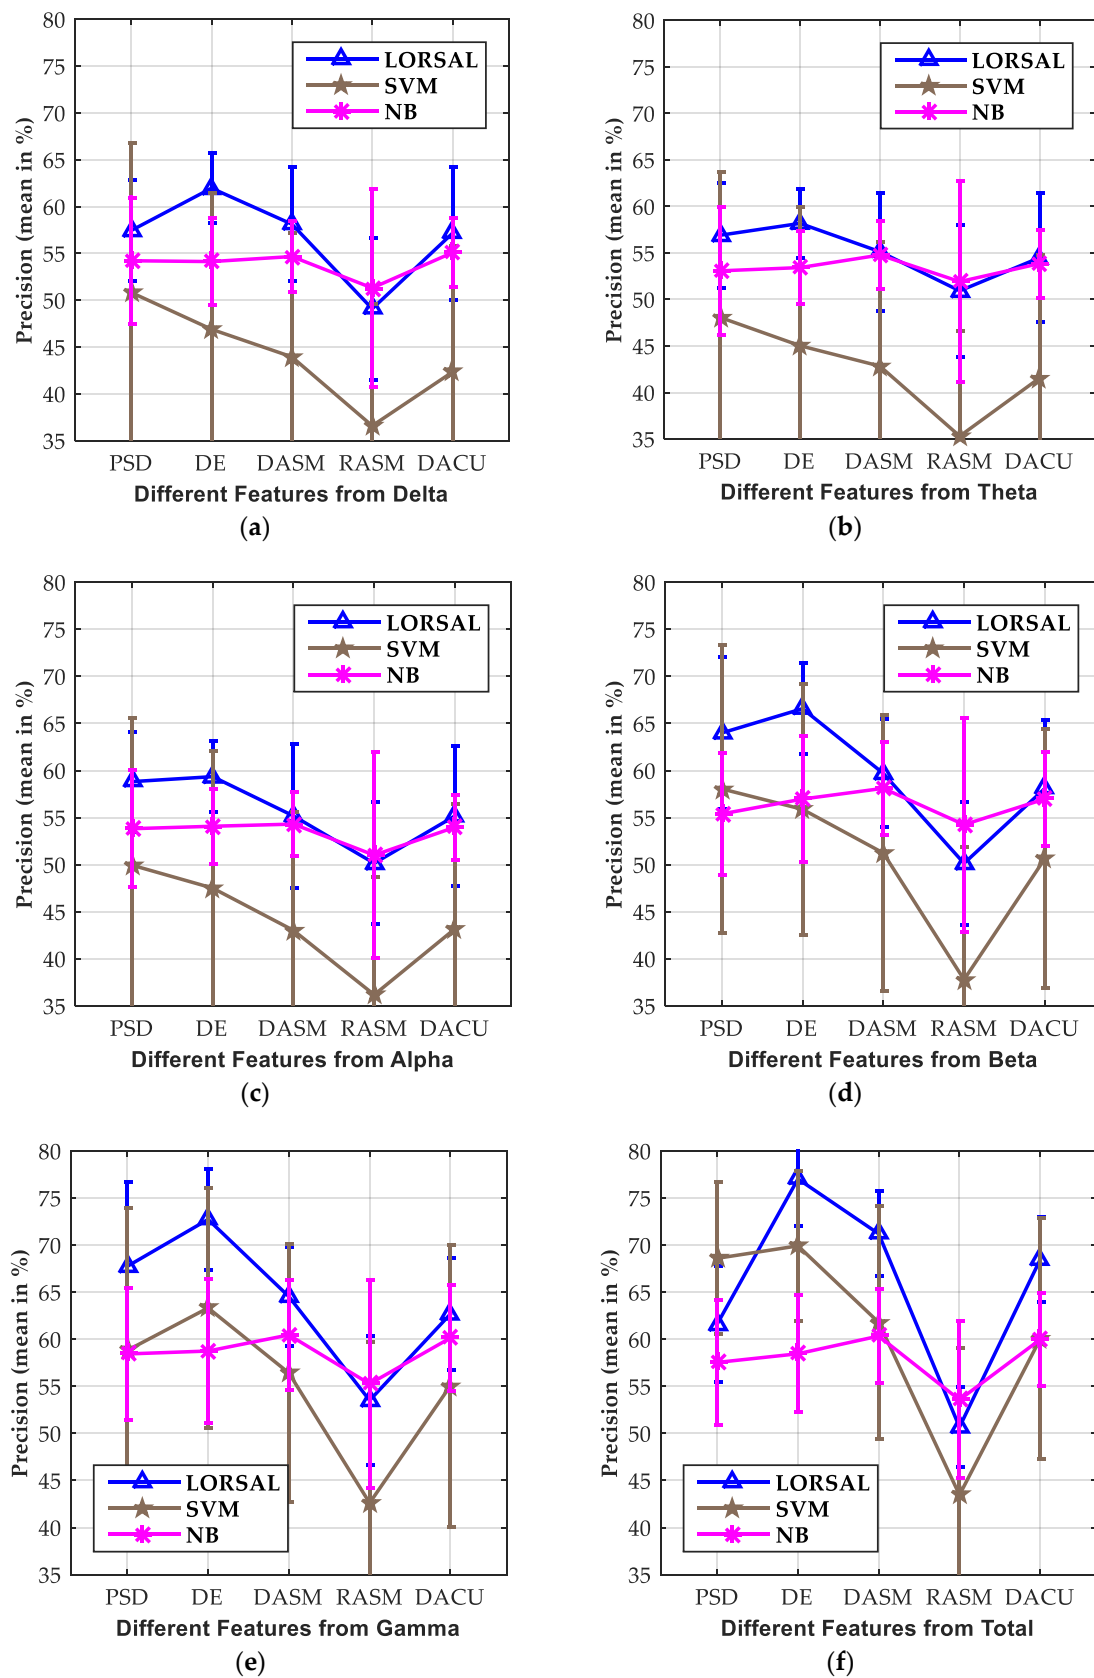 80
75
70
65
60
55
50
45
40
35
Precision (mean in %)
LORSAL
SVM
NB
PSD DE DASM RASM DACU
Different Features from Delta
(a)
80
75
70
65
60
55
50
45
40
35
Precision (mean in %)
LORSAL
SVM
NB
PSD DE DASM RASM DACU
Different Features from Theta
(b)
80
75
70
65
60
55
50
45
40
35
Precision (mean in %)
LORSAL
SVM
NB
PSD DE DASM RASM DACU
Different Features from Alpha
(c)
80
75
70
65
60
55
50
45
40
35
Precision (mean in %)
LORSAL
SVM
NB
PSD DE DASM RASM DACU
Different Features from Beta
(d)
80
75
70
65
60
55
50
45
40
35
Precision (mean in %)
LORSAL
SVM
NB
PSD DE DASM RASM DACU
Different Features from Gamma
(e)
80
75
70
65
60
55
50
45
40
35
Precision (mean in %)
LORSAL
SVM
NB
PSD DE DASM RASM DACU
Different Features from Total
(f)